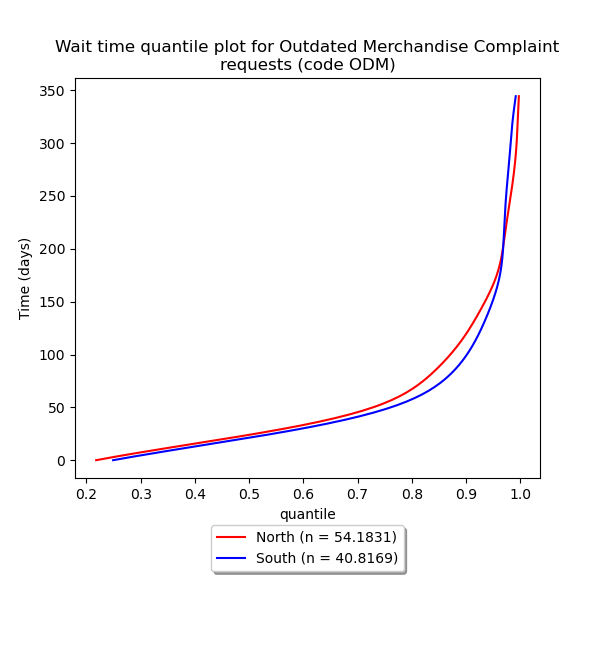 Wait time quantile plot for Outdated Merchandise Complaint
requests (code ODM)
350
300
250
200
150
100
50
0
Time (days)
0.2 0.3 0.4 0.5 0.6 0.7 0.8 0.9 1.0
quantile
North (n = 54.1831)
South (n = 40.8169)